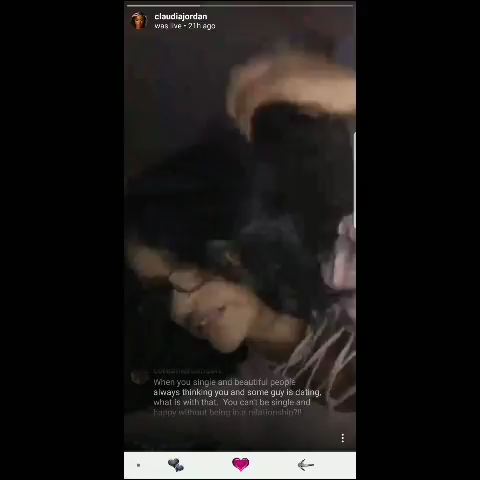 claudiajordan
was live • 21h ago
When you single and beautiful people
always thinking you and some guy is dating,
what is with that. You can't be single and
happy without being in a relationship?!!